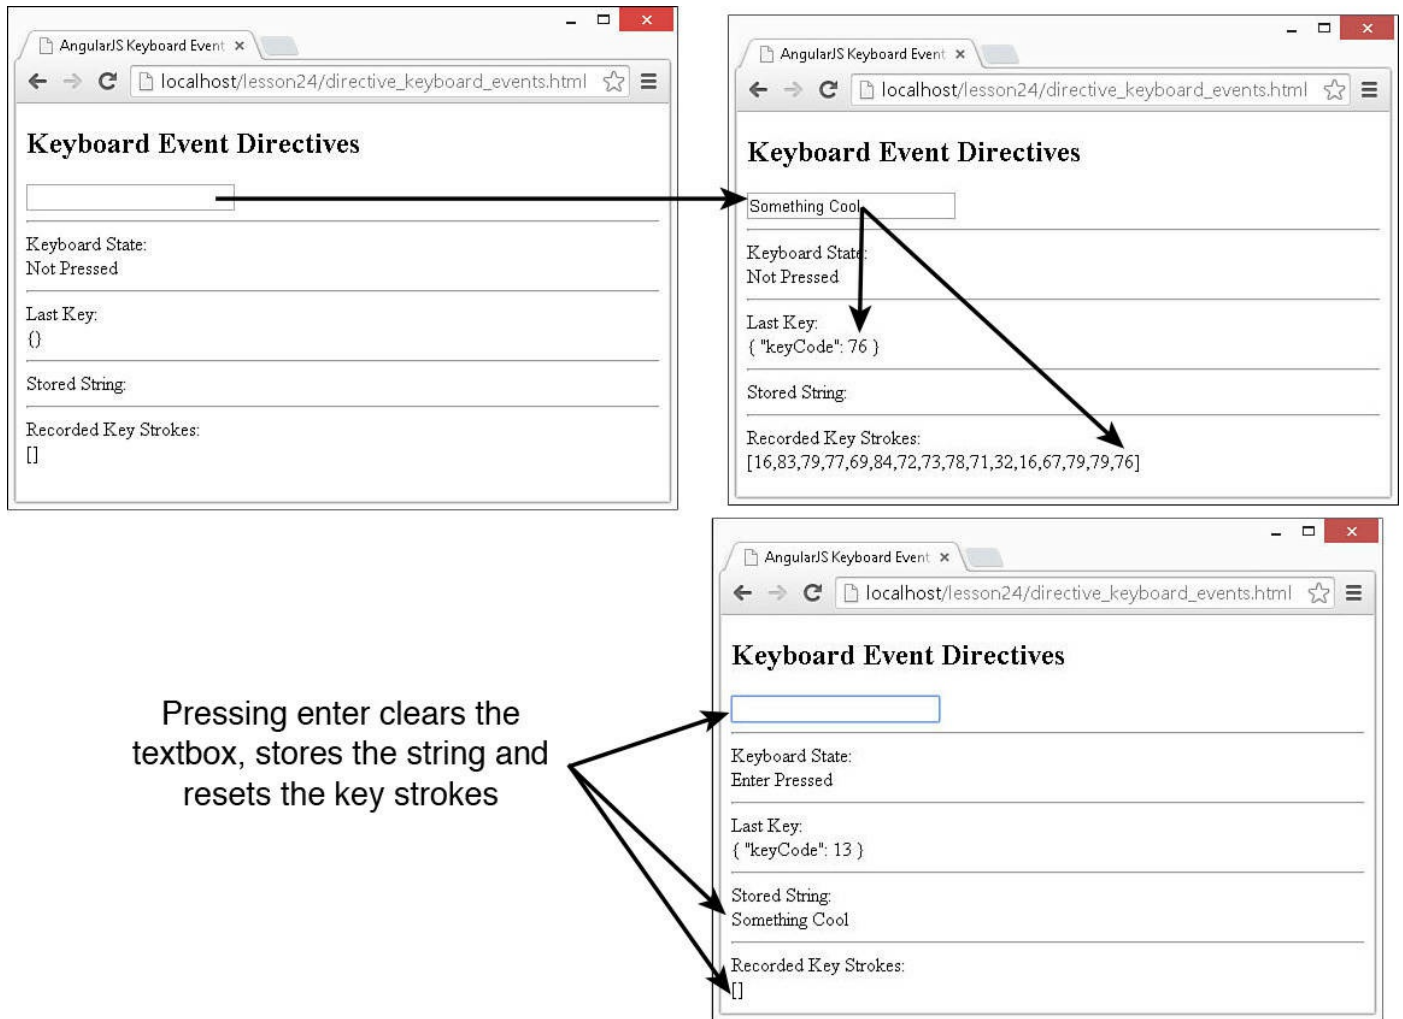 AngularJS Keyboard Event
localhost/lesson24/directive_keyboard_events.html
Keyboard Event Directives
Keyboard State:
Not Pressed
Last Key:
{}
Stored String:
Recorded Key Strokes:
[]
AngularJS Keyboard Event
localhost/lesson24/directive_keyboard_events.html
Keyboard Event Directives
Something Cool
Keyboard State:
Not Pressed
Last Key:
{ "keyCode": 76 }
Stored String:
Recorded Key Strokes:
[16,83,79,77,69,84,72,73,78,71,32,16,67,79,79,76]
Pressing enter clears the
textbox, stores the string and
resets the key strokes
AngularJS Keyboard Event
localhost/lesson24/directive_keyboard_events.html
Keyboard Event Directives
Keyboard State:
Enter Pressed
Last Key:
{ "keyCode": 13 }
Stored String:
Something Cool
Recorded Key Strokes:
[]